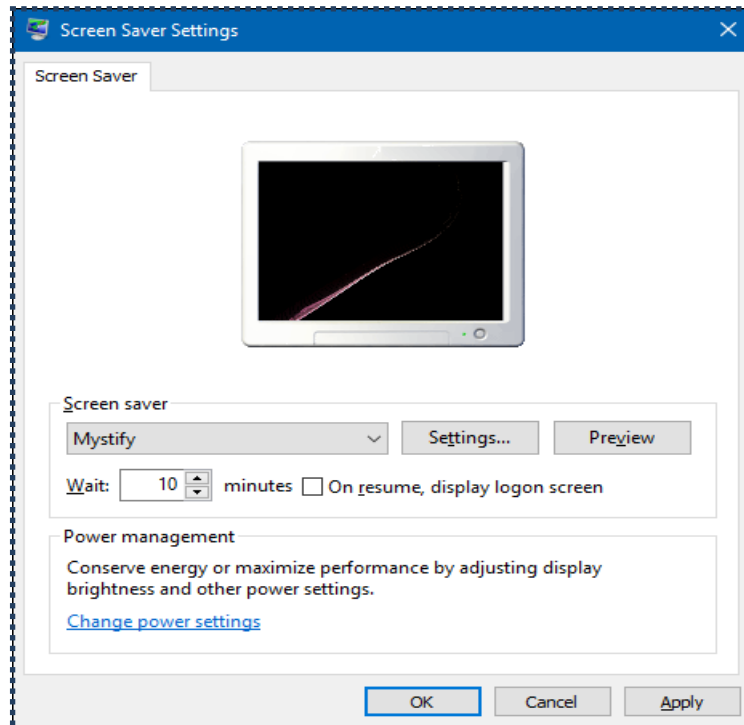 Screen Saver Settings
Screen Saver
Screen saver
Mystify
Settings...
Preview
Wait: 10 minutes On resume, display logon screen
Power management
Conserve energy or maximize performance by adjusting display
brightness and other power settings.
Change power settings
OK Cancel Apply